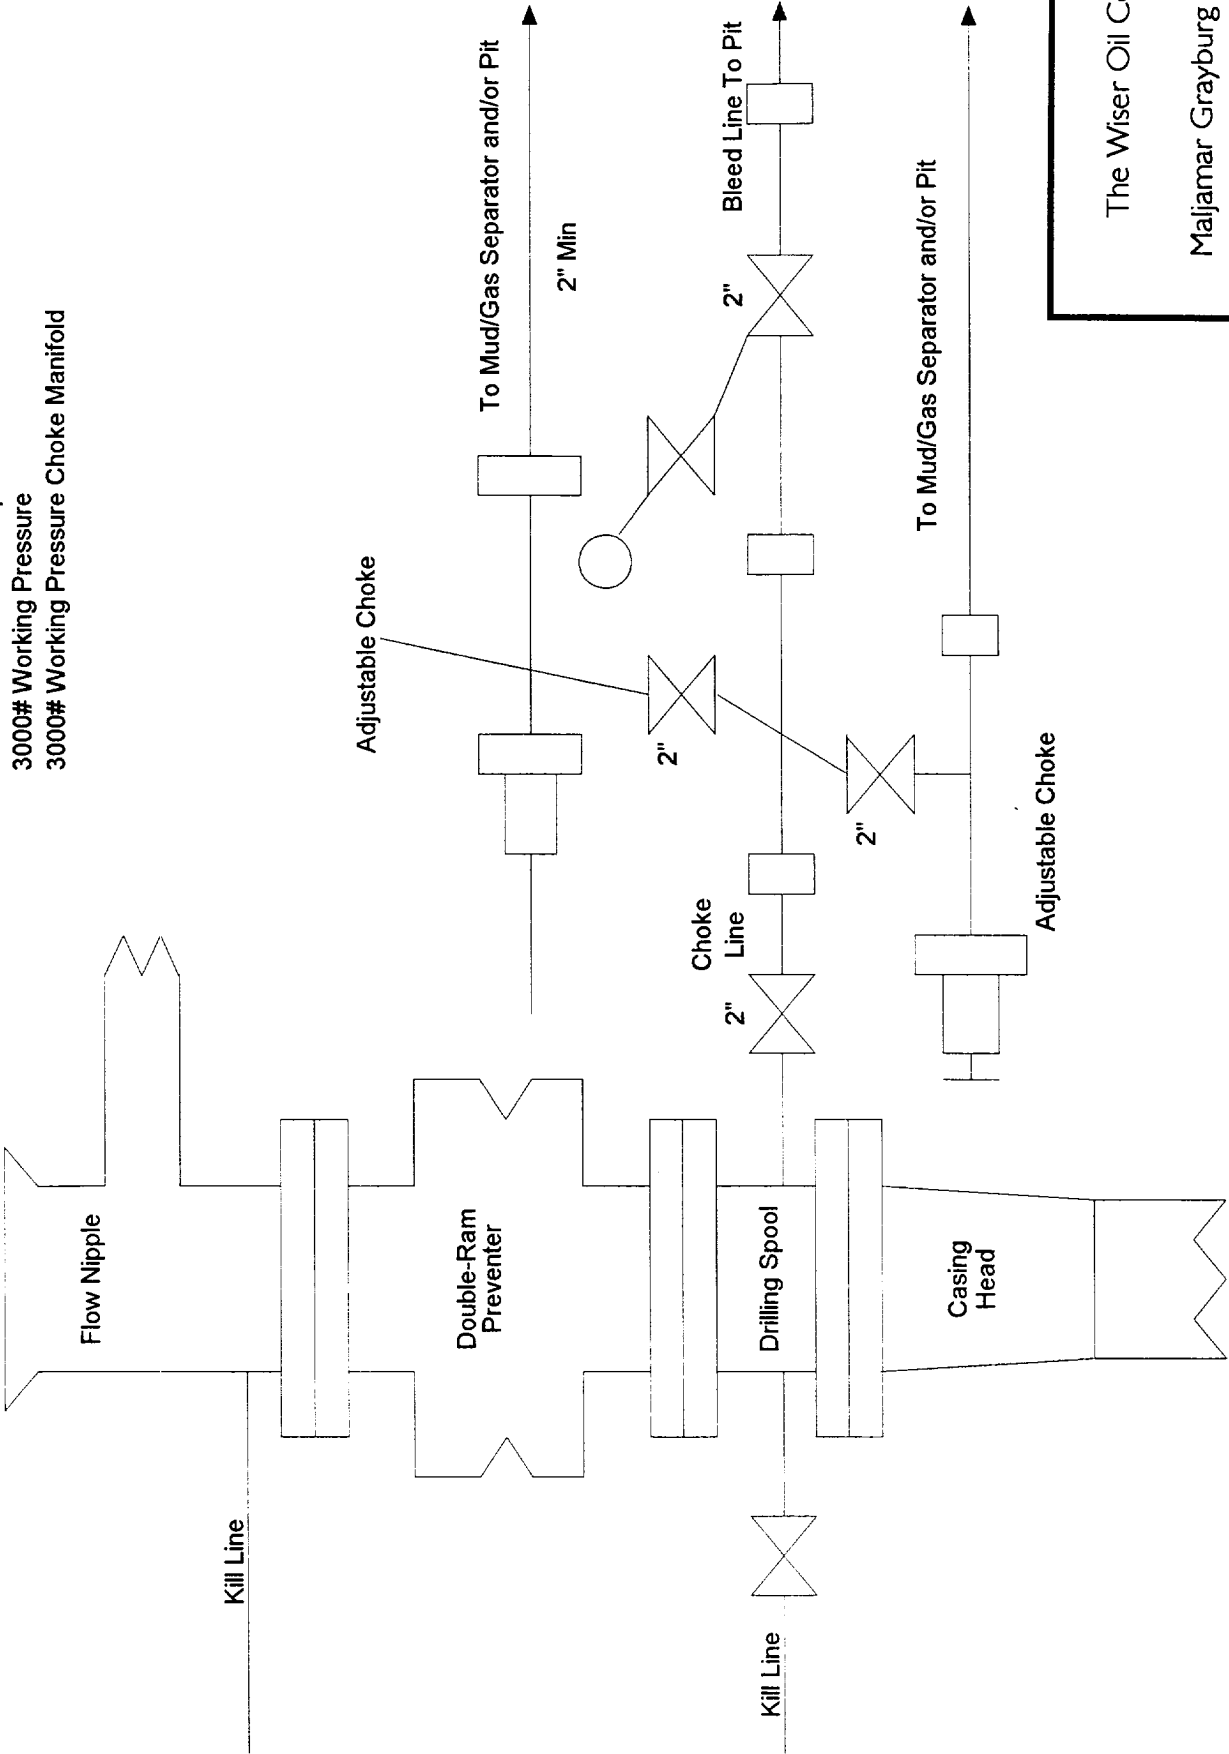 3000# Working Pressure
3000# Working Pressure Choke Manifold
Adjustable Choke
To Mud/Gas Separator and/or Pit
2" Min
Flow Nipple
Kill Line
Double-Ram
Preventer
2"
2"
Bleed Line To Pit
Choke
Line
2"
Drilling Spool
Kill Line
2"
To Mud/Gas Separator and/or Pit
Adjustable Choke
Casing
Head
The Wiser Oil
Maljamar Grayburg